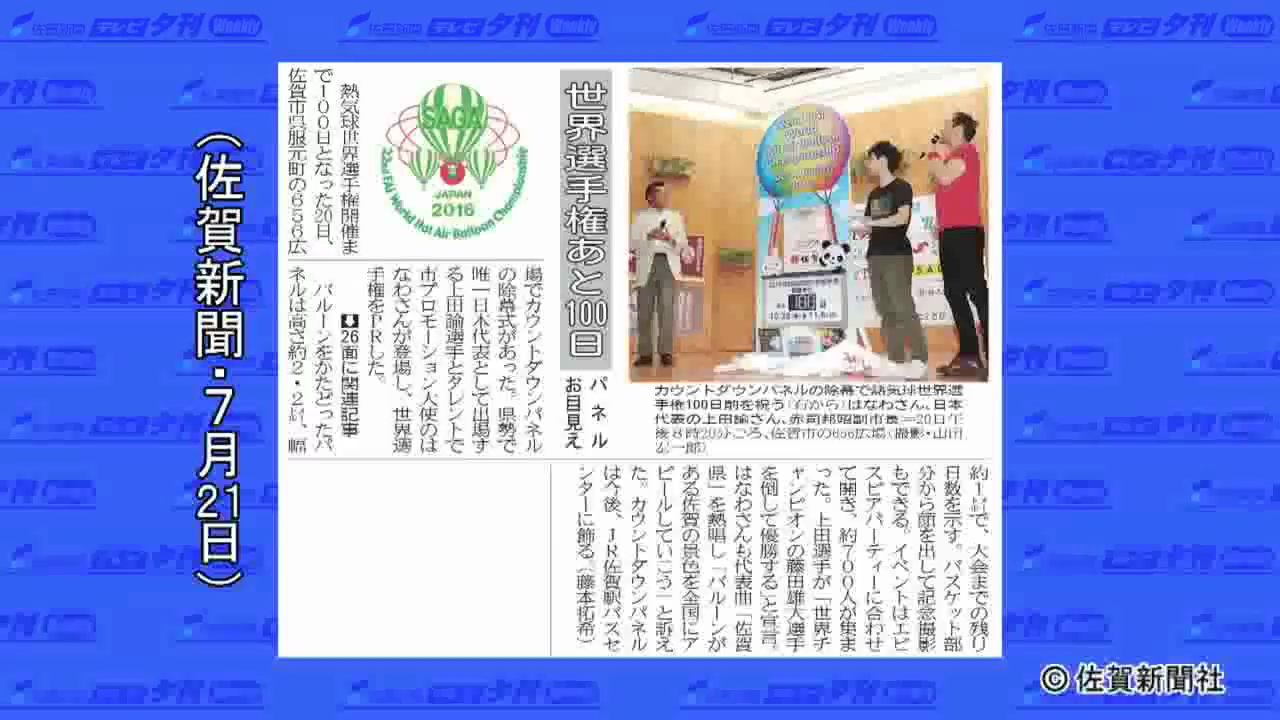 佐賀新聞 テレビ夕刊 Weekly
(佐賀新聞・7月21日)
世界選手権あと100日
パネル
お目見え
SAGA
JAPAN
2016
22nd FAI World Hot Air Balloon Championship
カウントダウンパネルの除幕で熱気球世界選
手権100日前を祝う(右から)はなわさん、日本
代表の上田諭さん、赤司邦昭副市長=20日午
後8時20分ごろ、佐賀市の656広場(撮影・山田
宏一郎)
熱気球世界選手権開催ま
で100日となった20日、
佐賀市呉服元町の656広
場でカウントダウンパネル
の除幕式があった。県勢で
唯一日本代表として出場す
る上田諭選手とタレントで
市プロモーション大使のは
なわさんが登場し、世界選
手権をPRした。
26面に関連記事
バルーンをかたどったパ
ネルは高さ約2・2㍍、幅
約1㍍で、大会までの残り
日数を示す。バスケット部
分から顔を出して記念撮影
もできる。イベントはエビ
スビアパーティーに合わせ
て開き、約700人が集ま
った。上田選手が「世界チ
ャンピオンの藤田雄大選手
を倒して優勝する」と宣言。
はなわさんも代表曲「佐賀
県」を熱唱し「バルーンが
ある佐賀の景色を全国にア
ピールしていこう」と訴え
た。カウントダウンパネル
は今後、JR佐賀駅バスセ
ンターに飾る。(藤本拓希)
© 佐賀新聞社